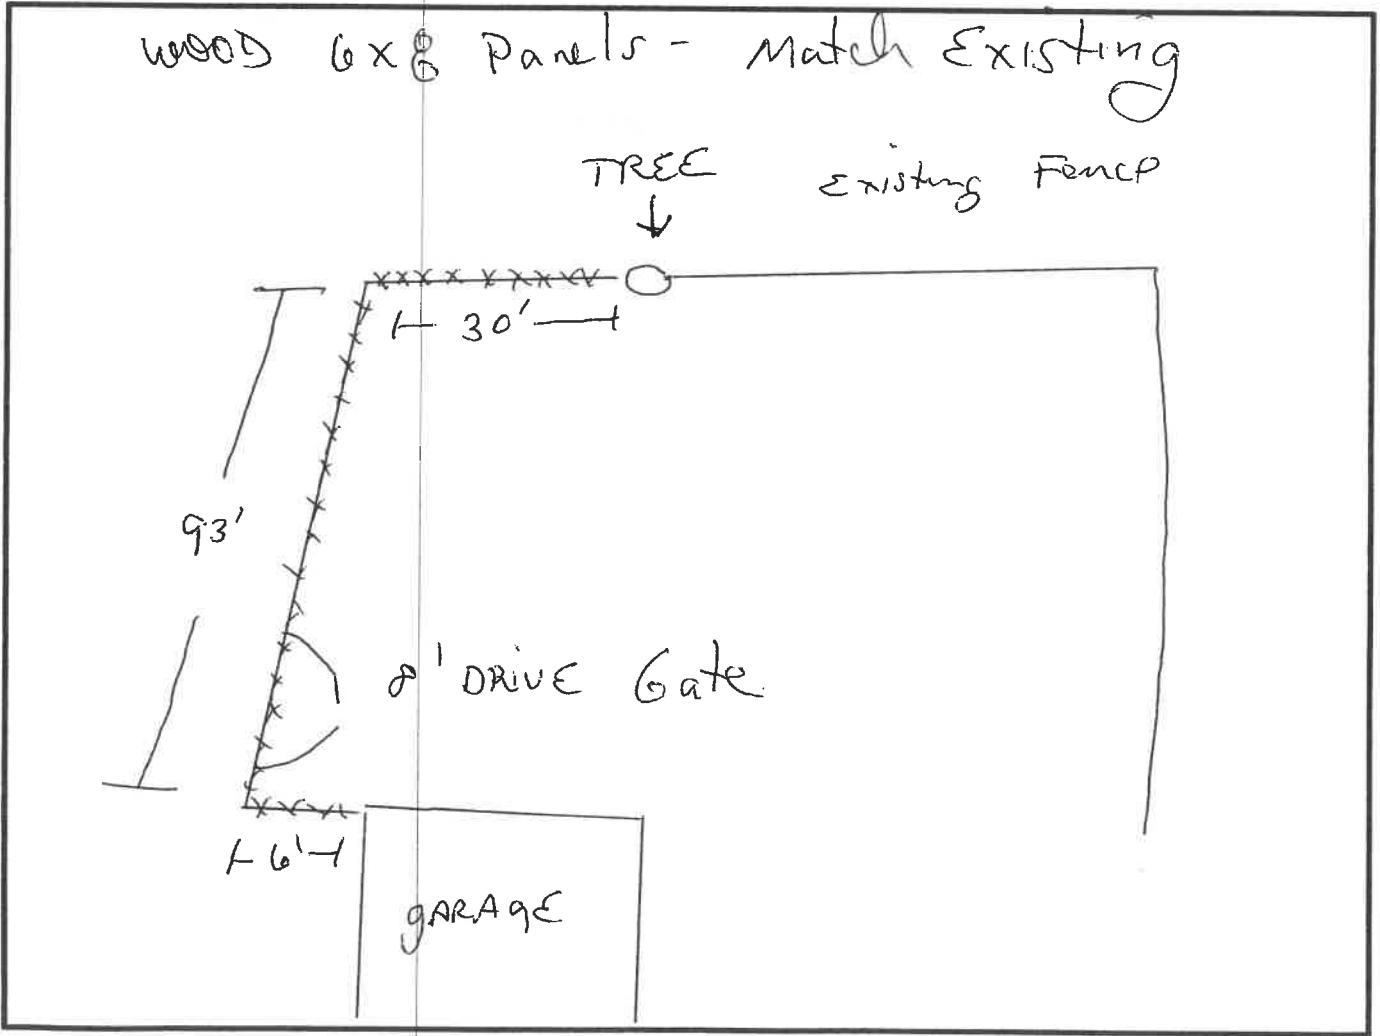 WOOD 6x8 Panels - Match Existing
TREE
Existing Fence
30'
93'
8' DRIVE Gate
6'
gARAgE